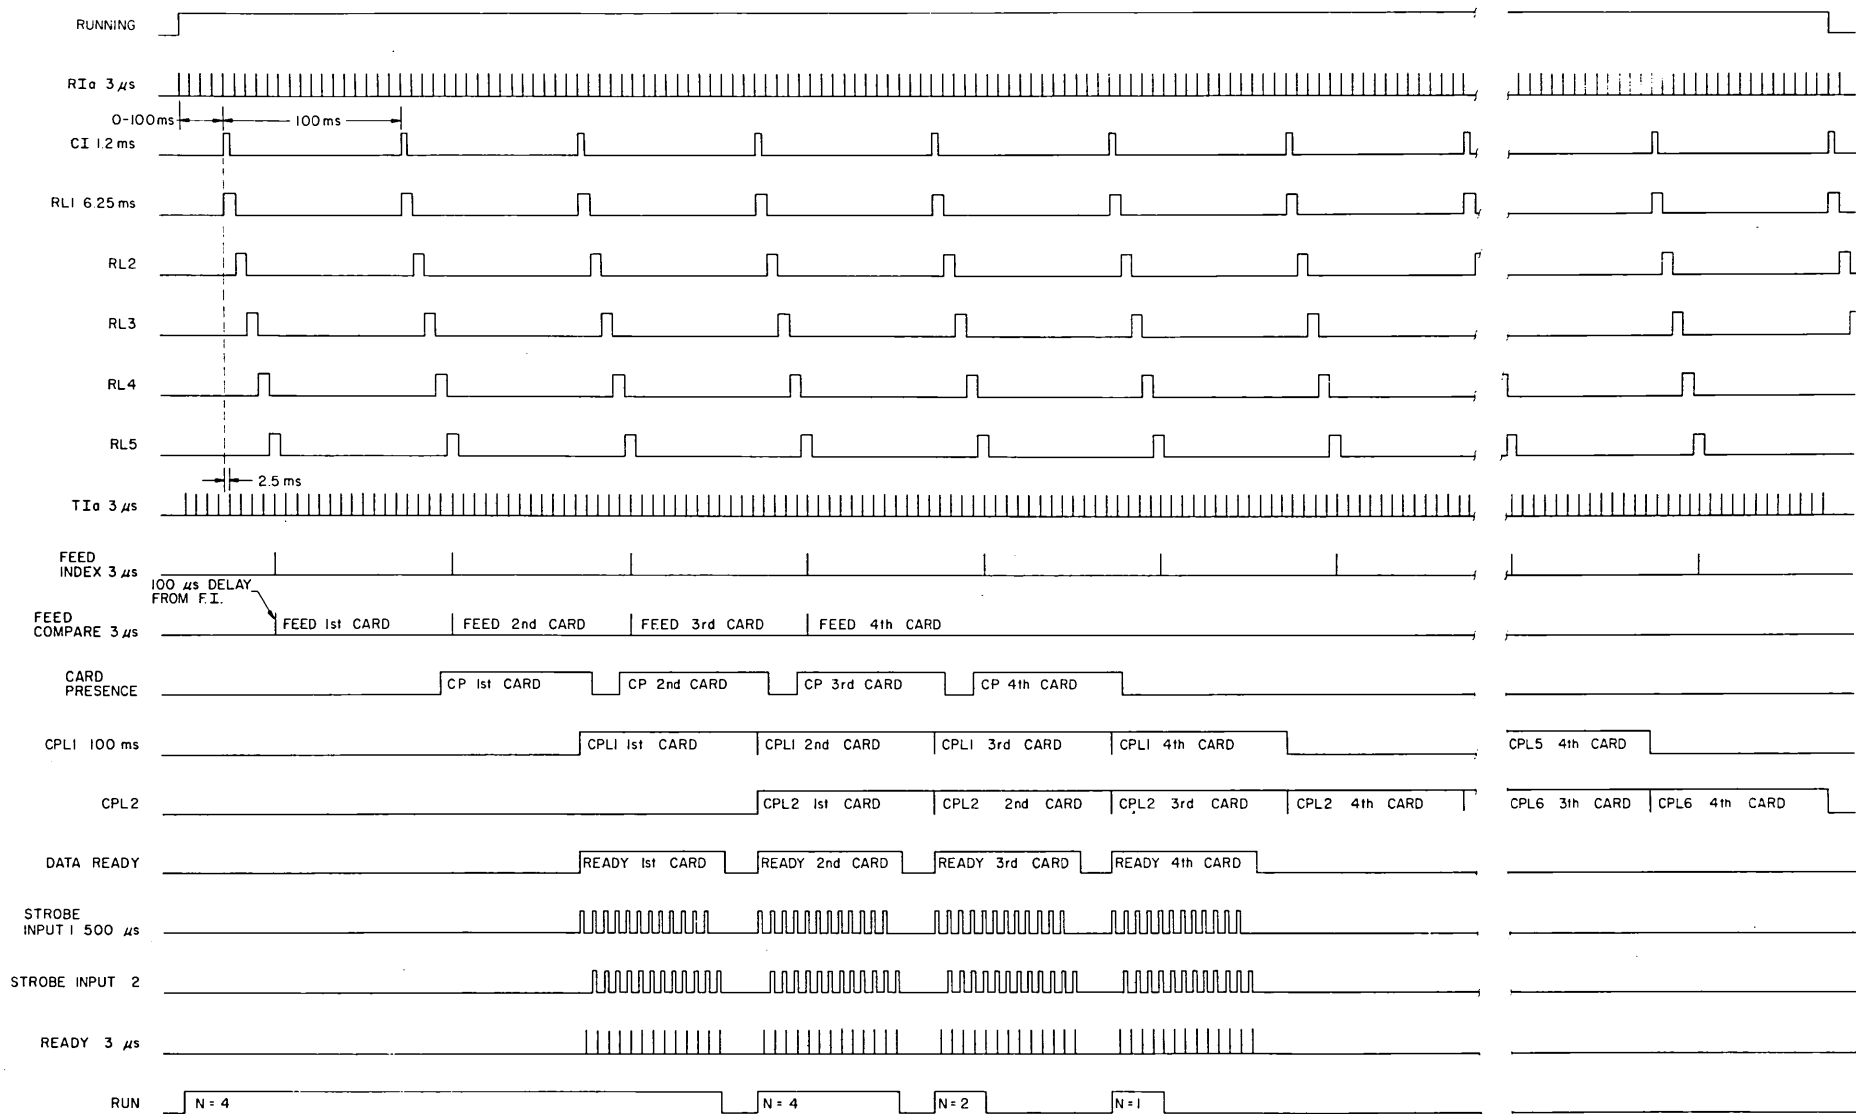 RUNNING
RIa 3 μs
0-100ms
100ms
CI 1.2 ms
RL1 6.25 ms
RL2
RL3
RL4
RL5
2.5 ms
TIa 3 μs
FEED
INDEX 3 μs
100 μs DELAY
FROM F.I.
FEED
COMPARE 3 μs
FEED 1st CARD
FEED 2nd CARD
FEED 3rd CARD
FEED 4th CARD
CARD
PRESENCE
CP 1st CARD
CP 2nd CARD
CP 3rd CARD
CP 4th CARD
CPL1 100 ms
CPL1 1st CARD
CPL1 2nd CARD
CPL1 3rd CARD
CPL1 4th CARD
CPL5 4th CARD
CPL2
CPL2 1st CARD
CPL2 2nd CARD
CPL2 3rd CARD
CPL2 4th CARD
CPL6 3th CARD
CPL6 4th CARD
DATA READY
READY 1st CARD
READY 2nd CARD
READY 3rd CARD
READY 4th CARD
STROBE
INPUT 1 500 μs
STROBE INPUT 2
READY 3 μs
RUN
N = 4
N = 4
N=2
N=1